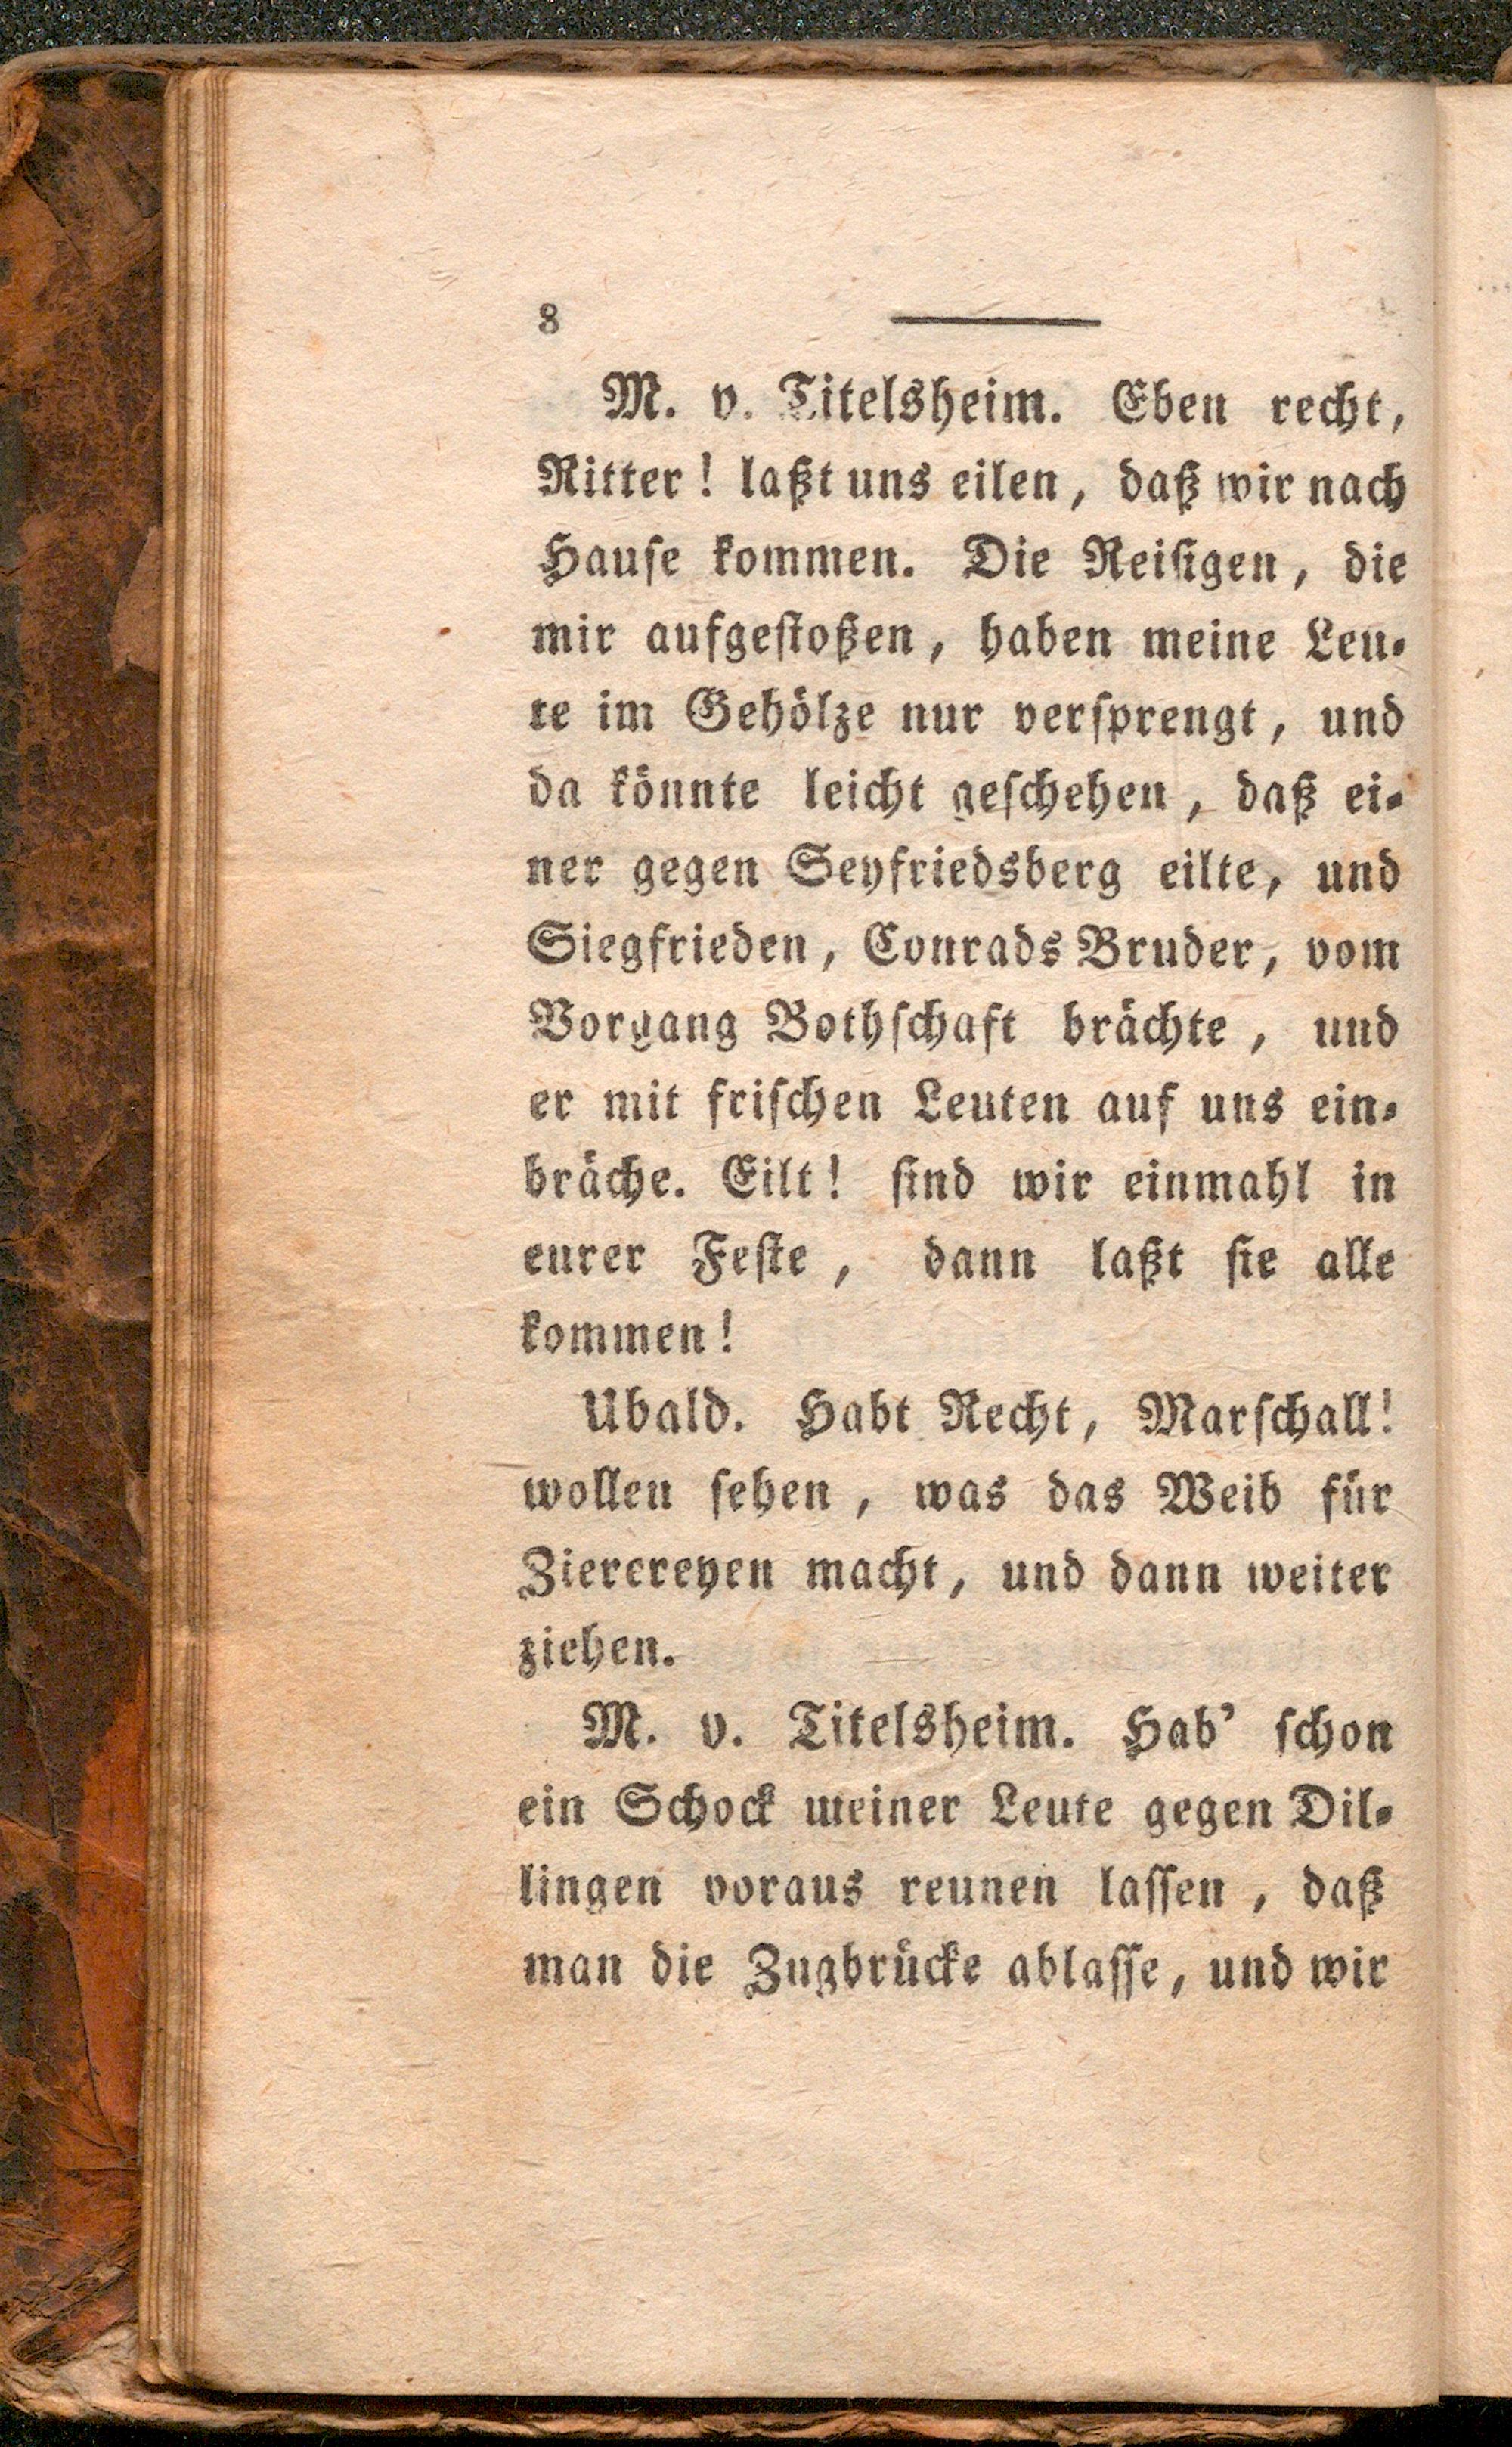 8
M. v. Titelsheim. Eben recht,
Ritter! laßt uns eilen, daß wir nach
Hauſe kommen. Die Reiſigen, die
mir aufgeſtoßen, haben meine Leu-
te im Gehölze nur verſprengt, und
da könnte leicht geſchehen, daß ei-
ner gegen Seyfriedsberg eilte, und
Siegfrieden, Conrads Bruder, vom
Vorgang Bothſchaft brächte, und
er mit friſchen Leuten auf uns ein-
bräche. Eilt! ſind wir einmahl in
eurer Feſte, dann laßt ſie alle
kommen!
Ubald. Habt Recht, Marſchall!
wollen ſehen, was das Weib für
Zierereyen macht, und dann weiter
ziehen.
M. v. Titelsheim. Hab' ſchon
ein Schock meiner Leute gegen Dil-
lingen voraus reunen laſſen, daß
man die Zugbrücke ablaſſe, und wir